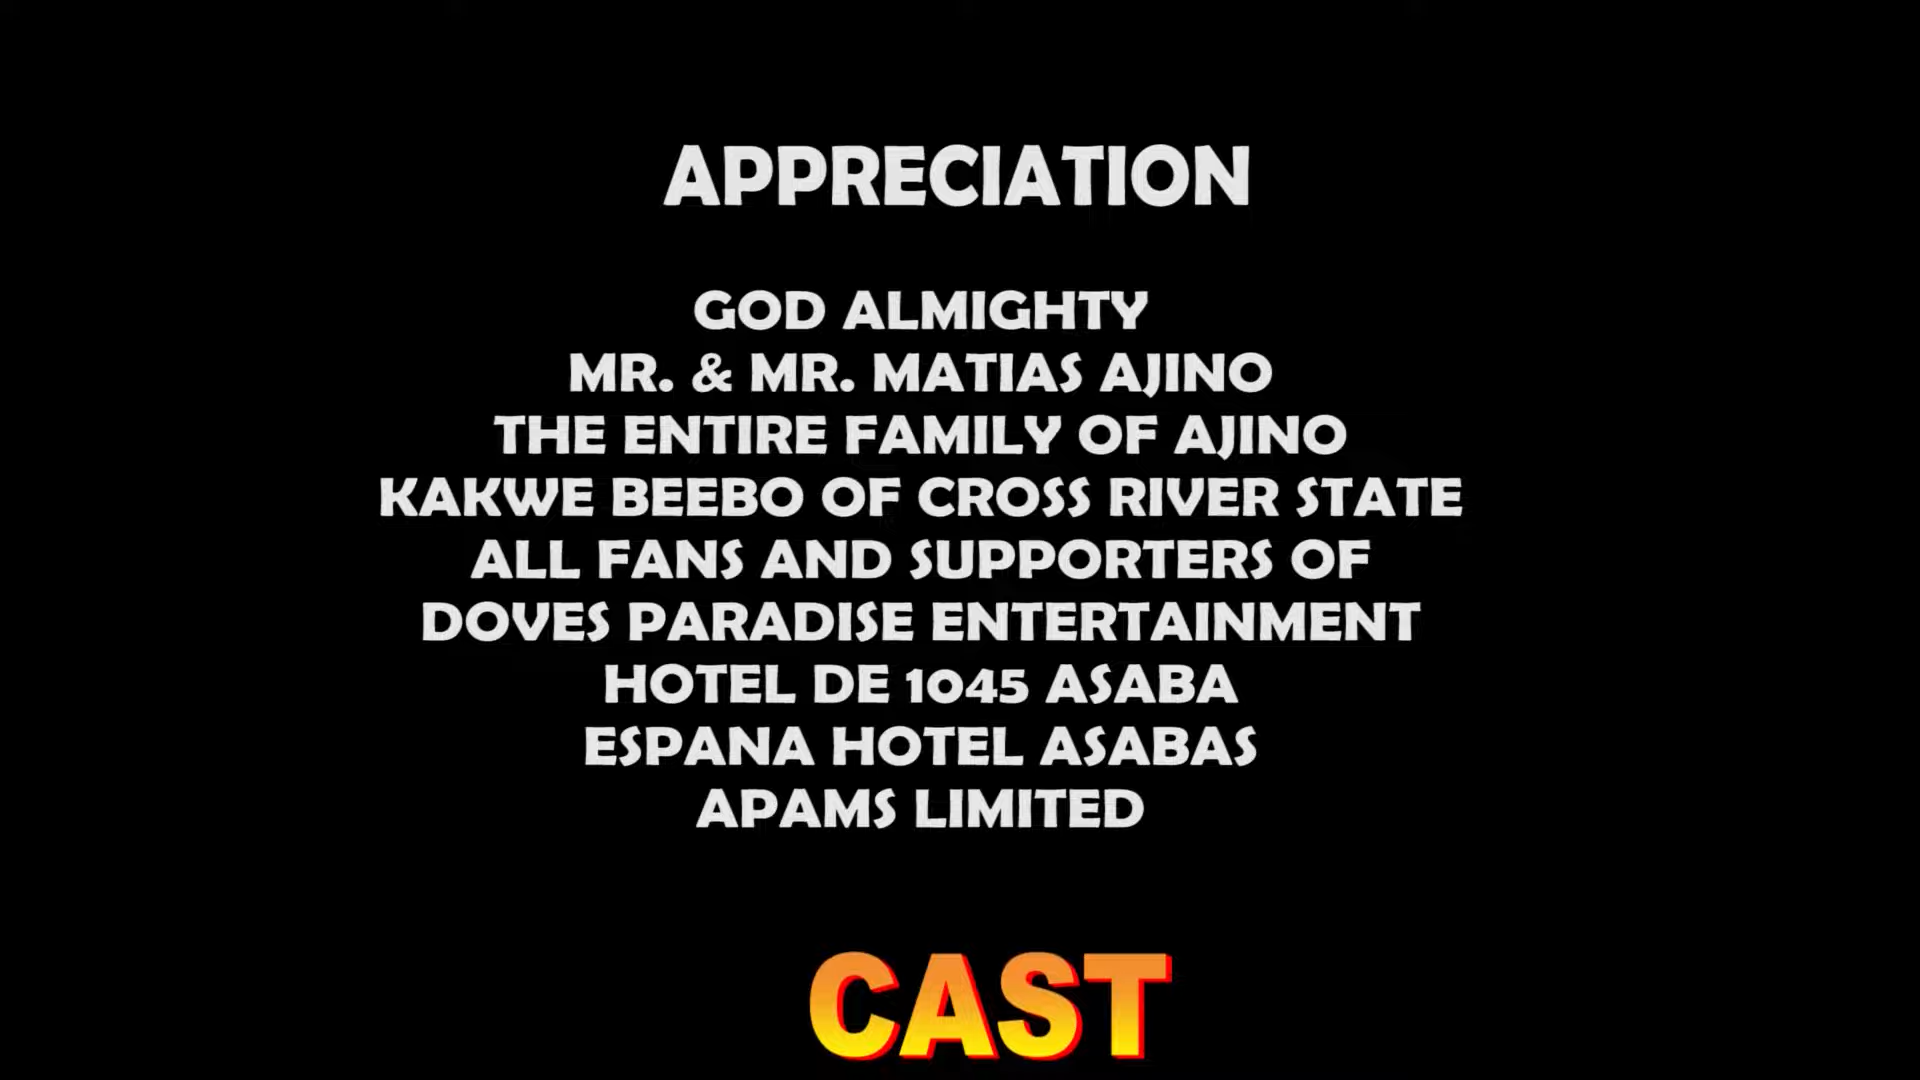 APPRECIATION
GOD ALMIGHTY
MR. & MR. MATIAS AJINO
THE ENTIRE FAMILY OF AJINO
KAKWE BEEBO OF CROSS RIVER STATE
ALL FANS AND SUPPORTERS OF
DOVES PARADISE ENTERTAINMENT
HOTEL DE 1045 ASABA
ESPANA HOTEL ASABAS
APAMS LIMITED
CAST